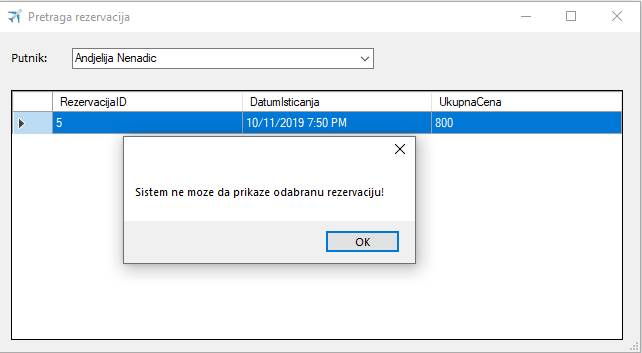 Pretraga rezervacija
Putnik: Andjelija Nenadic
RezervacijaID DatumIsticanja UkupnaCena
5 10/11/2019 7:50 PM 800
Sistem ne moze da prikaze odabranu rezervaciju!
OK